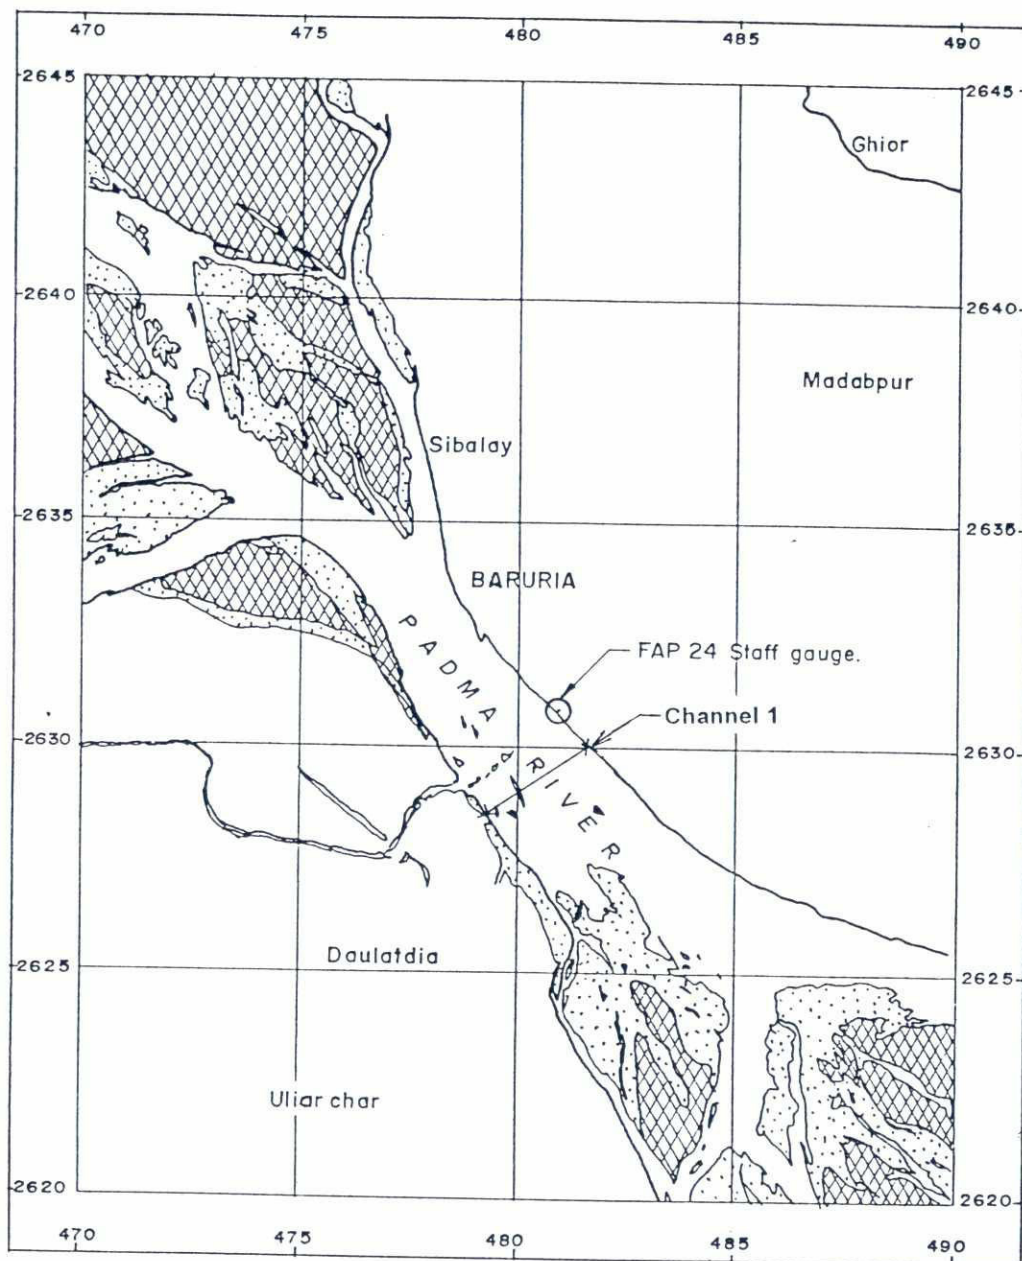 470 475 480 485 490
2645 2645
Ghior
2640 2640
Madabpur
Sibalay
2635 2635
BARURIA
PADMA RIVER
FAP 24 Staff gauge.
Channel 1
2630 2630
Daulatdia
2625 2625
Uliar char
2620 2620
470 475 480 485 490